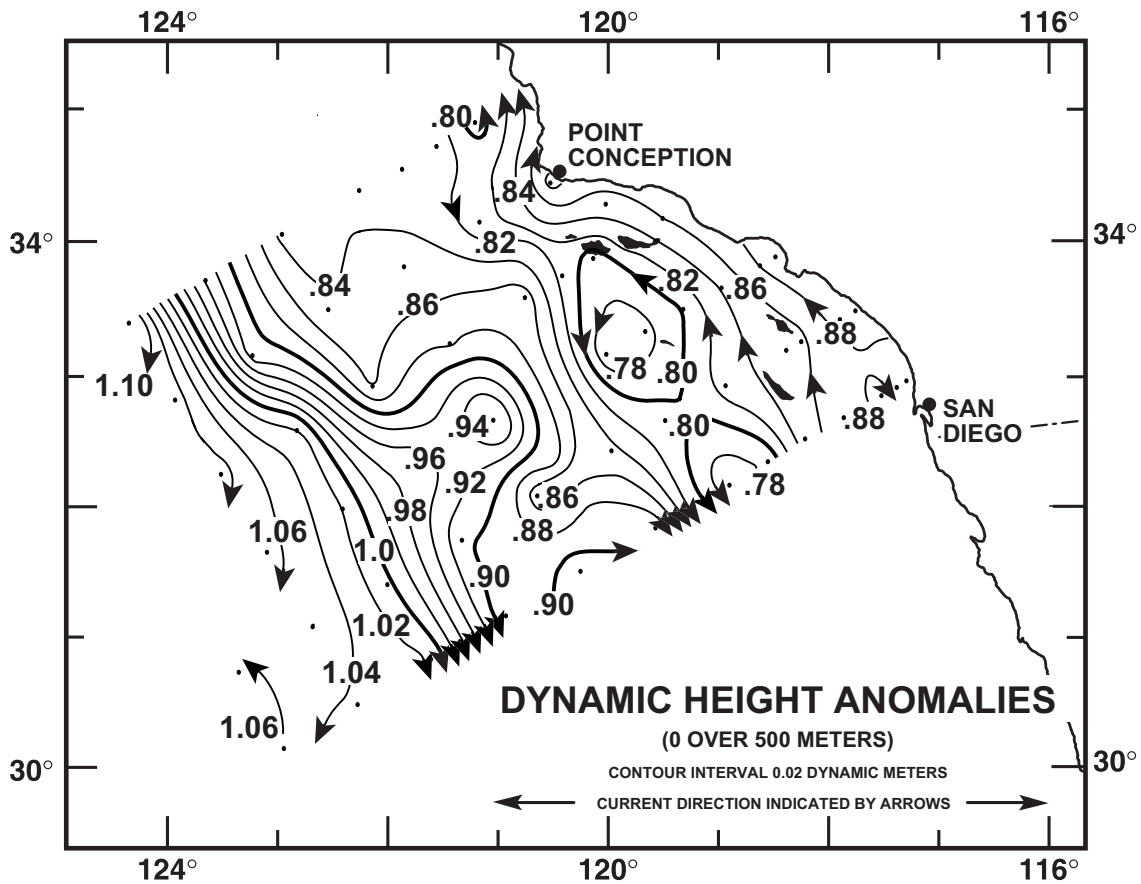 124° 120° 116°
.80
POINT
CONCEPTION
.84
34° .82 34°
.84 .86 .82 .86
.88
1.10 .78 .80
.94 .80 .88 SAN
DIEGO
.96
.92 .78
.98 .86
1.06 .88
1.0
.90
.90
1.02
1.04
DYNAMIC HEIGHT ANOMALIES
1.06
(0 OVER 500 METERS)
30° 30°
CONTOUR INTERVAL 0.02 DYNAMIC METERS
CURRENT DIRECTION INDICATED BY ARROWS
124° 120° 116°